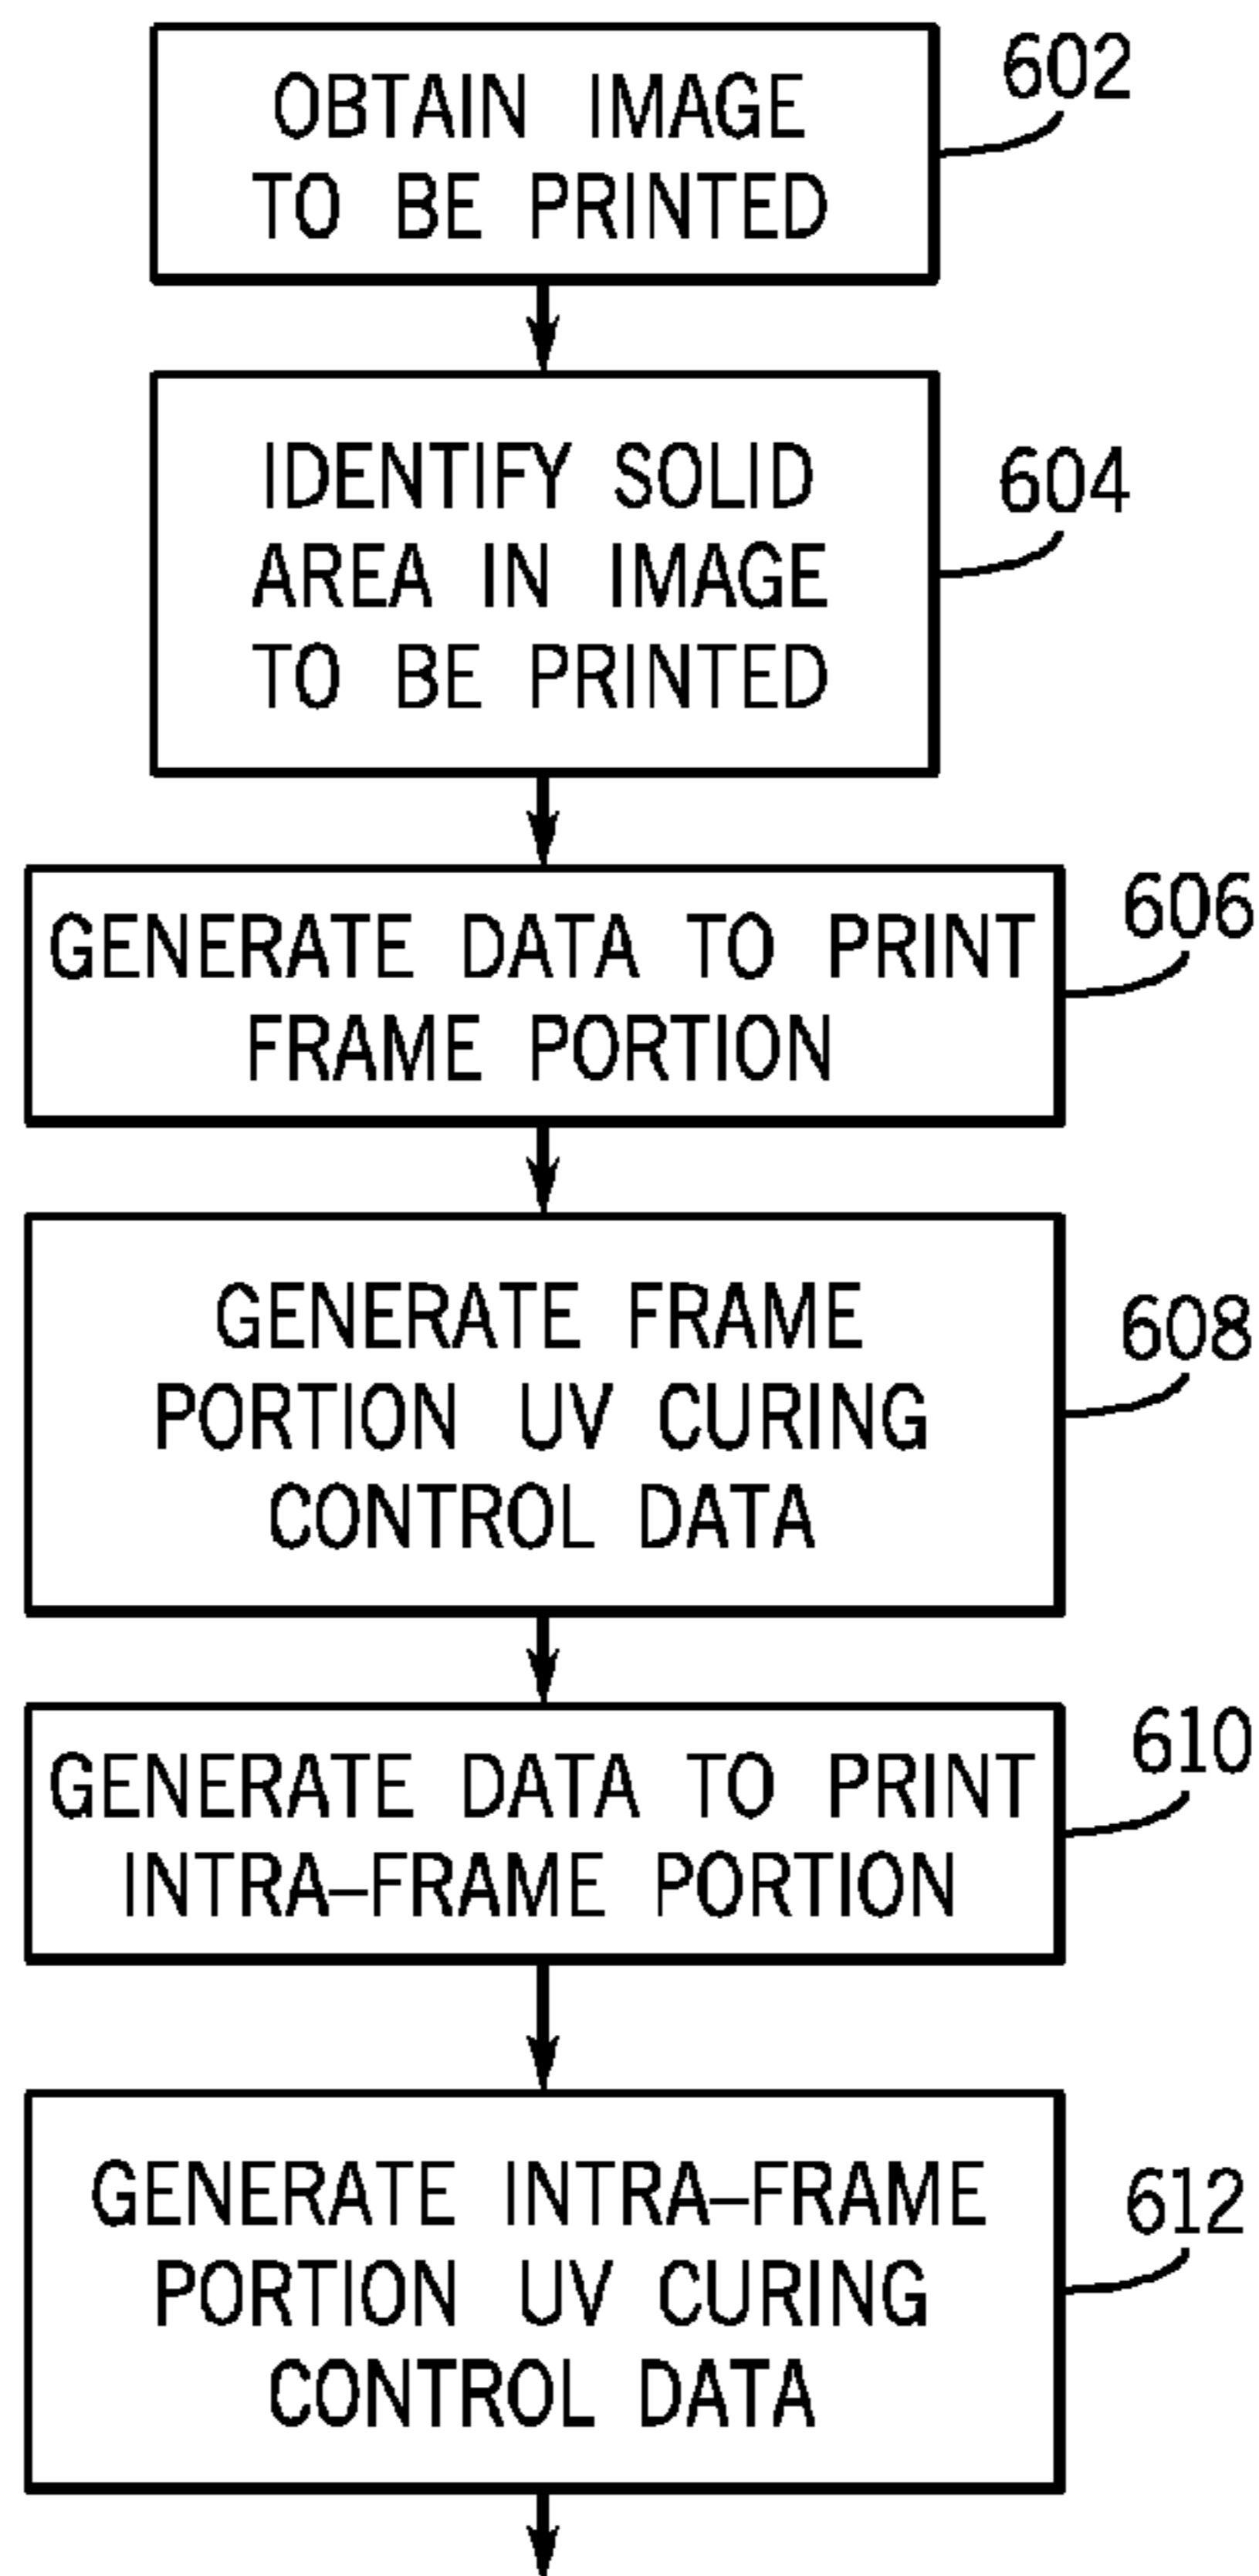 OBTAIN IMAGE
TO BE PRINTED
602
IDENTIFY SOLID
AREA IN IMAGE
TO BE PRINTED
604
GENERATE DATA TO PRINT
FRAME PORTION
606
GENERATE FRAME
PORTION UV CURING
CONTROL DATA
608
GENERATE DATA TO PRINT
INTRA–FRAME PORTION
610
GENERATE INTRA–FRAME
PORTION UV CURING
CONTROL DATA
612